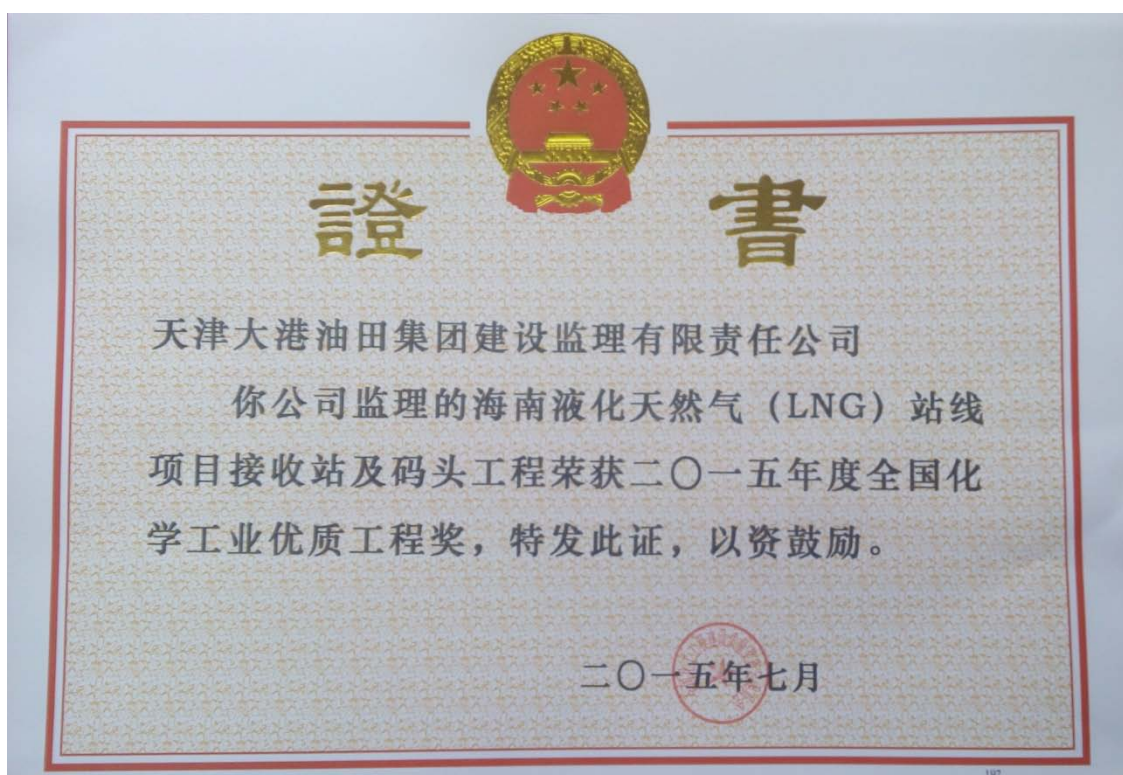 證書
天津大港油田集团建设监理有限责任公司
你公司监理的海南液化天然气（LNG）站线
项目接收站及码头工程荣获二〇一五年度全国化
学工业优质工程奖，特发此证，以资鼓励。
二〇一五年七月